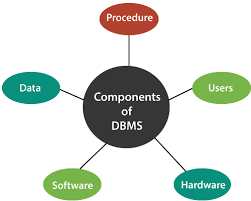 Procedure
Data
Users
Components
of
DBMS
Software
Hardware